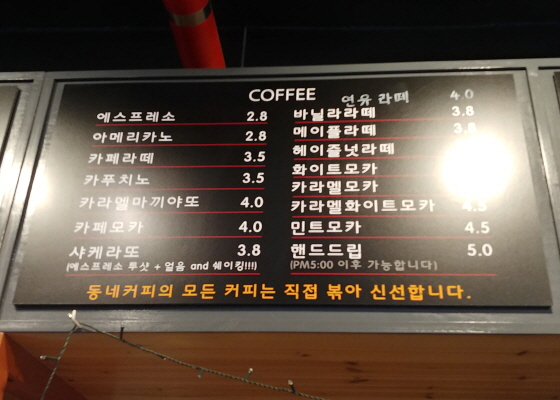 COFFEE
연유 라떼 4.0
에스프레소 2.8
아메리카노 2.8
카페라떼 3.5
카푸치노 3.5
카라멜마끼야또 4.0
카페모카 4.0
샤케라또 3.8
(에스프레소 투샷 + 얼음 and 쉐이킹!!!)
바닐라라떼 3.8
메이플라떼 3.8
헤이즐넛라떼
화이트모카
카라멜모카
카라멜화이트모카 4.5
민트모카 4.5
핸드드립 5.0
(PM5:00 이후 가능합니다)
동네커피의 모든 커피는 직접 볶아 신선합니다.